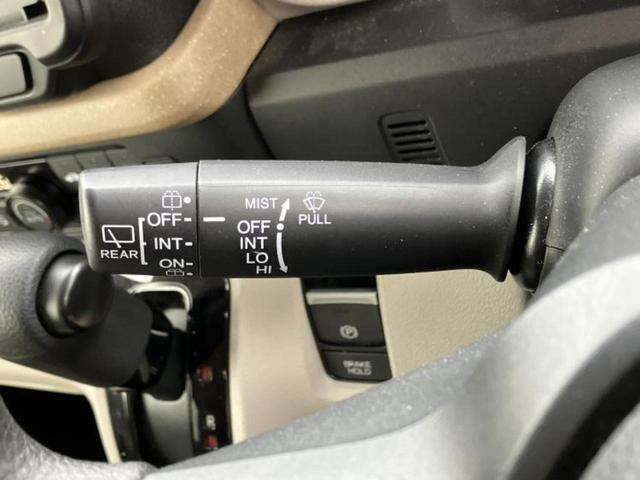 OFF
INT
ON
REAR
MIST
OFF
INT
LO
HI
PULL
BRAKE
HOLD